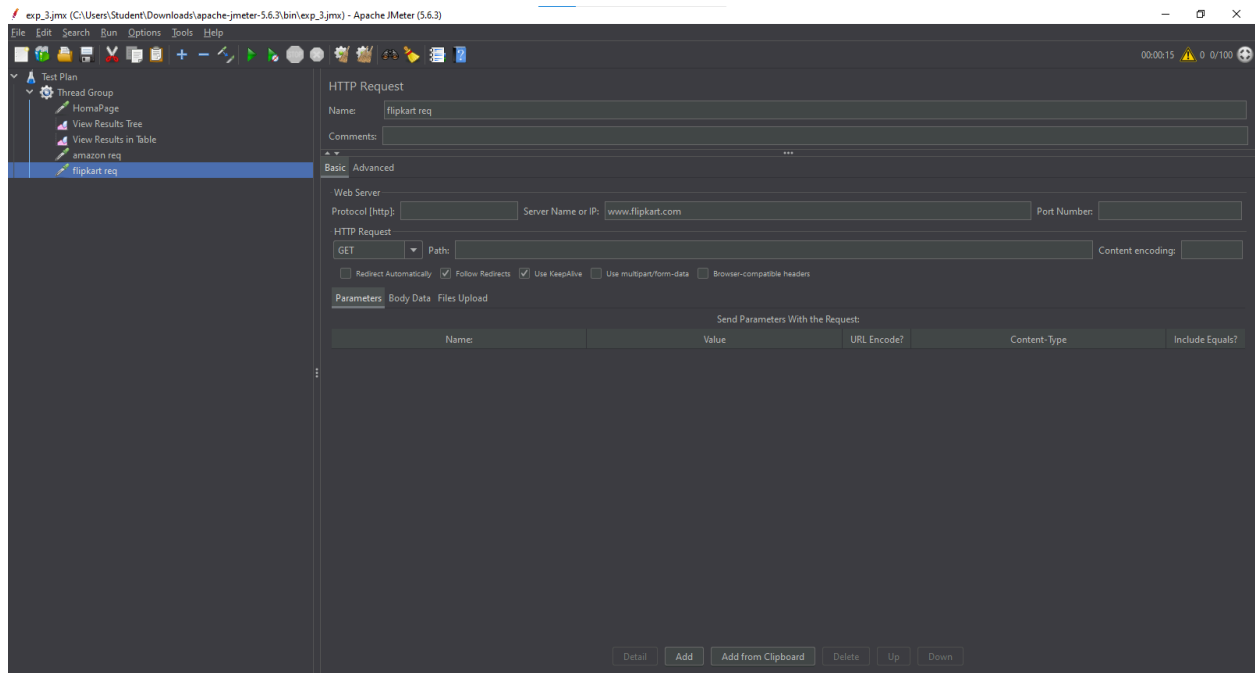 exp_3.jmx (C:\Users\Student\Downloads\apache-jmeter-5.6.3\bin\exp_3.jmx) - Apache JMeter (5.6.3)
File Edit Search Run Options Tools Help
00:00:15 0 0/100
Test Plan
Thread Group
HomaPage
View Results Tree
View Results in Table
amazon req
flipkart req
HTTP Request
Name: flipkart req
Comments:
Basic Advanced
Web Server
Protocol [http]: Server Name or IP: www.flipkart.com Port Number:
HTTP Request
GET Path: Content encoding:
Redirect Automatically Follow Redirects Use KeepAlive Use multipart/form-data Browser-compatible headers
Parameters Body Data Files Upload
Send Parameters With the Request:
Name: Value URL Encode? Content-Type Include Equals?
Detail Add Add from Clipboard Delete Up Down